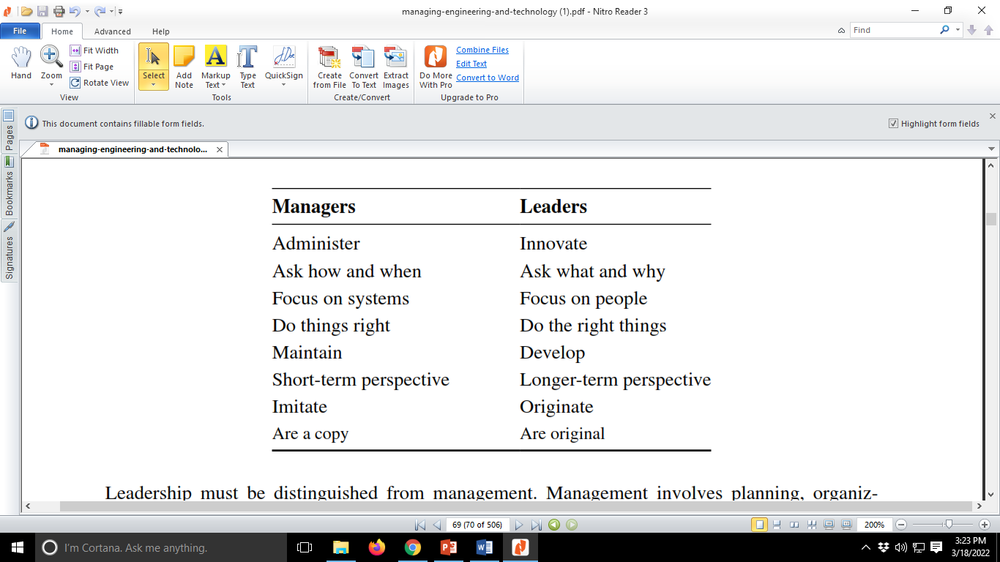 managing-engineering-and-technology (1).pdf - Nitro Reader 3
File Home Advanced Help
Find
Hand
Zoom
Fit Width
Fit Page
Rotate View
View
Select
Add Note
Markup Text
Type Text
QuickSign
Tools
Create from File
Convert To Text
Extract Images
Create/Convert
Do More With Pro
Combine Files
Edit Text
Convert to Word
Upgrade to Pro
This document contains fillable form fields.
Highlight form fields
managing-engineering-and-technolo...
Pages
Bookmarks
Signatures
Managers Leaders
Administer Innovate
Ask how and when Ask what and why
Focus on systems Focus on people
Do things right Do the right things
Maintain Develop
Short-term perspective Longer-term perspective
Imitate Originate
Are a copy Are original
Leadership must be distinguished from management. Management involves planning, organiz-
69 (70 of 506)
200%
I'm Cortana. Ask me anything.
3:23 PM
3/18/2022